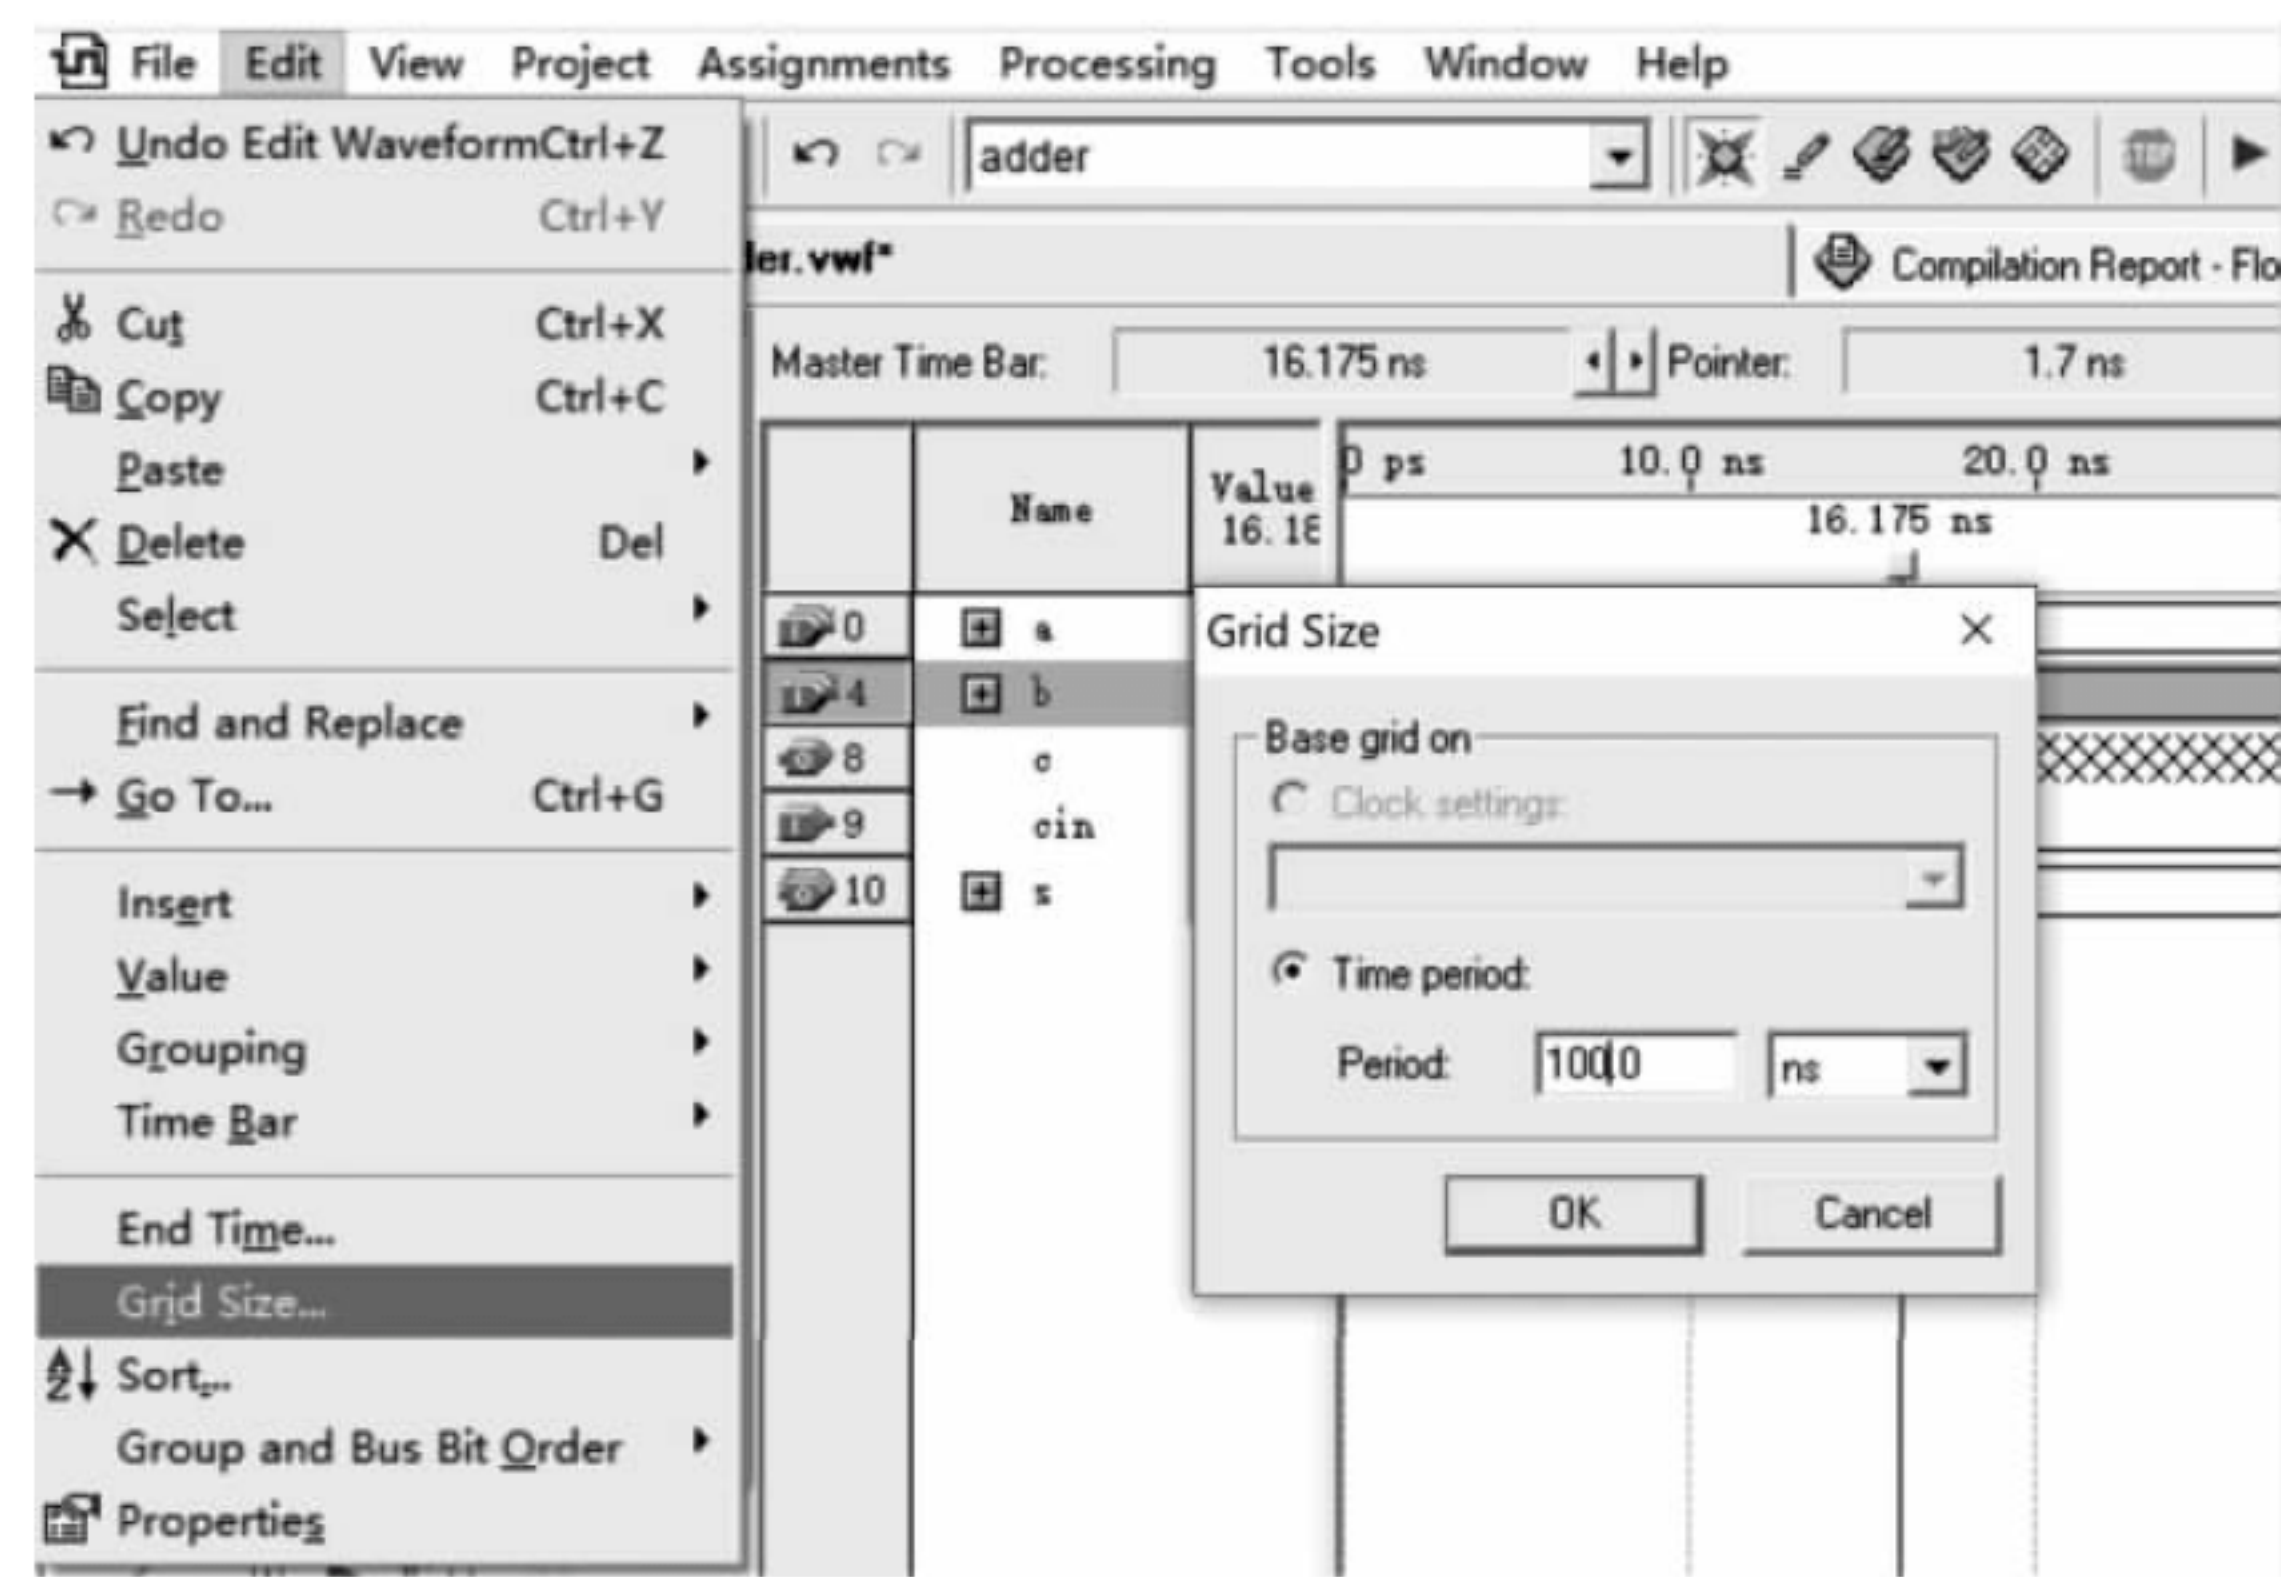 File Edit View Project Assignments Processing Tools Window Help
Undo Edit WaveformCtrl+Z
Redo Ctrl+Y
Cut Ctrl+X
Copy Ctrl+C
Paste
Delete Del
Select
Find and Replace
Go To... Ctrl+G
Insert
Value
Grouping
Time Bar
End Time...
Grid Size...
Sort...
Group and Bus Bit Order
Properties
adder
der.vwf*
Compilation Report - Flo
Master Time Bar: 16.175 ns Pointer: 1.7 ns
Name
Value
16.18
0 ps 10.0 ns 20.0 ns
16.175 ns
0 a
4 b
8 c
9 cin
10 s
Grid Size
Base grid on
Clock settings:
Time period:
Period: 100.0 ns
OK Cancel